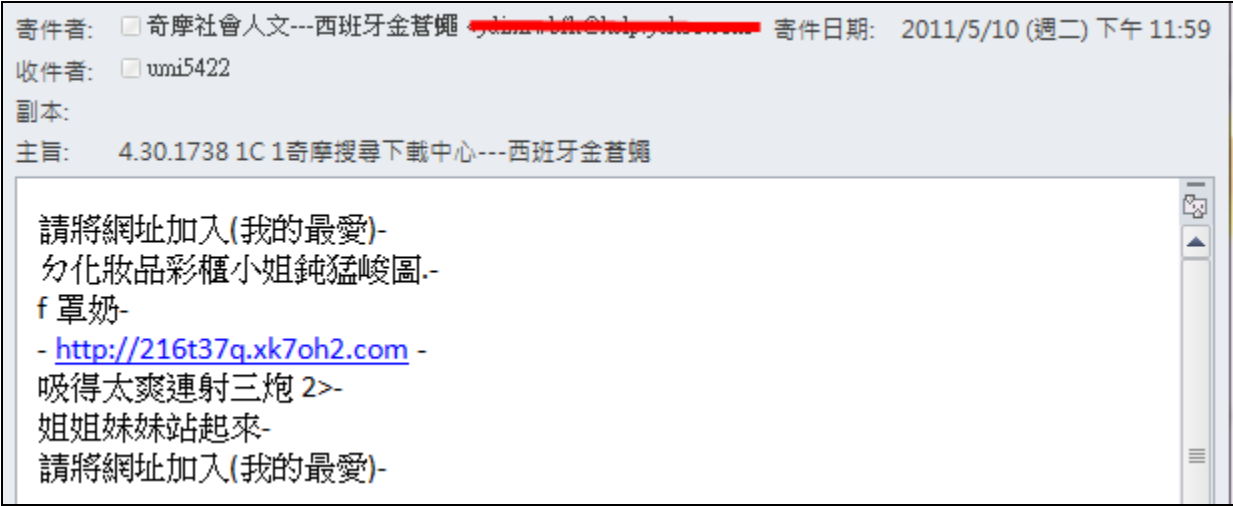 寄件者: 奇摩社會人文---西班牙金蒼蠅 寄件日期: 2011/5/10 (週二) 下午 11:59
收件者: umi5422
副本:
主旨: 4.30.1738 1C 1奇摩搜尋下載中心---西班牙金蒼蠅
請將網址加入(我的最愛)-
ㄉ化妝品彩櫃小姐鈍猛峻圖.-
f 罩奶-
- http://216t37q.xk7oh2.com -
吸得太爽連射三炮 2>-
姐姐妹妹站起來-
請將網址加入(我的最愛)-